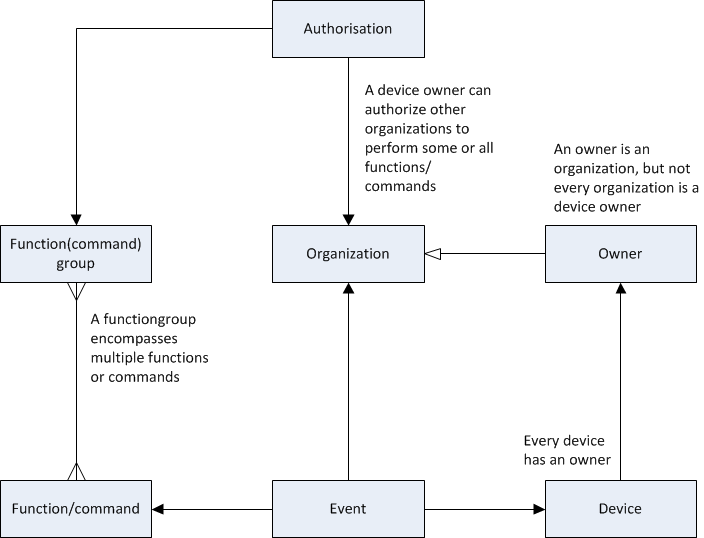 Authorisation
A device owner can
authorize other
organizations to
perform some or all
functions/
commands
An owner is an
organization, but not
every organization is a
device owner
Function(command)
group
Organization
Owner
A functiongroup
encompasses
multiple functions
or commands
Every device
has an owner
Function/command
Event
Device